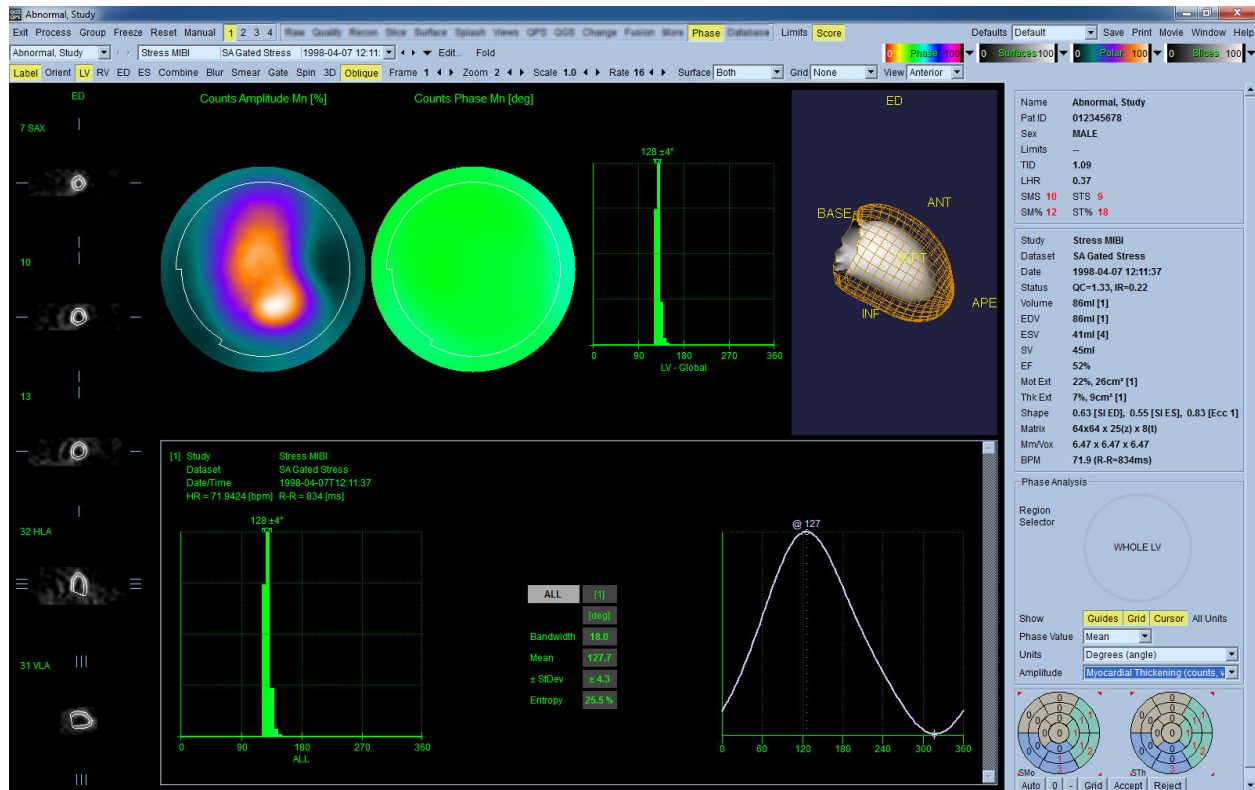 Abnormal, Study
Exit Process Group Freeze Reset Manual 1 2 3 4 Raw Quality Recon Slice Surface Splash Views QPS QGS Change Fusion More Phase Database Limits Score Defaults Default Save Print Movie Window Help
Abnormal, Study Stress MIBI SA Gated Stress 1998-04-07 12:11: Edit... Fold 0 Phase 100 0 Surfaces 100 0 Polar 100 0 Slices 100
Label Orient LV RV ED ES Combine Blur Smear Gate Spin 3D Oblique Frame 1 Zoom 2 Scale 1.0 Rate 16 Surface Both Grid None View Anterior
ED
7 SAX
10
13
32 HLA
31 VLA
Counts Amplitude Mn [%]
Counts Phase Mn [deg]
128 ±4°
0 90 180 270 360
LV - Global
ED
ANT
BASE
SEPT
INF
APE
[1] Study Stress MIBI
Dataset SA Gated Stress
Date/Time 1998-04-07T12:11:37
HR = 71.9424 [bpm] R-R = 834 [ms]
128 ±4°
0 90 180 270 360
ALL
ALL [1]
[deg]
Bandwidth 18.0
Mean 127.7
± StDev ± 4.3
Entropy 25.5 %
@ 127
0 60 120 180 240 300 360
Name Abnormal, Study
Pat ID 012345678
Sex MALE
Limits --
TID 1.09
LHR 0.37
SMS 10 STS 9
SM% 12 ST% 18
Study Stress MIBI
Dataset SA Gated Stress
Date 1998-04-07 12:11:37
Status QC=1.33, IR=0.22
Volume 86ml [1]
EDV 86ml [1]
ESV 41ml [4]
SV 45ml
EF 52%
Mot Ext 22%, 26cm² [1]
Thk Ext 7%, 9cm² [1]
Shape 0.63 [SI ED], 0.55 [SI ES], 0.83 [Ecc 1]
Matrix 64x64 x 25(z) x 8(t)
Mm/Vox 6.47 x 6.47 x 6.47
BPM 71.9 (R-R=834ms)
Phase Analysis
Region
Selector
WHOLE LV
Show Guides Grid Cursor All Units
Phase Value Mean
Units Degrees (angle)
Amplitude Myocardial Thickening (counts, v
SMo STh
Auto 0 - Grid Accept Reject